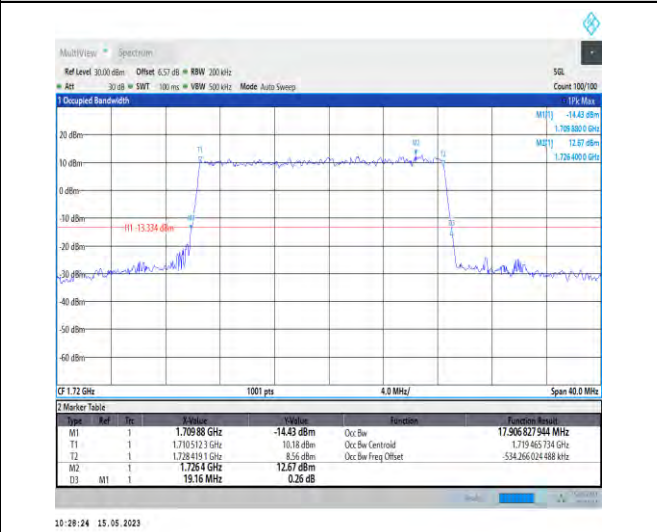 MultiView Spectrum
Ref Level 30.00 dBm Offset 6.57 dB RBW 200 kHz SGL
Att 30 dB SWT 100 ms VBW 500 kHz Mode Auto Sweep Count 100/100
1 Occupied Bandwidth 1Pk Max
M1[1] -14.43 dBm
1.709 880 0 GHz
M2[1] 12.67 dBm
1.726 400 0 GHz
20 dBm
T1 M2 T2
10 dBm
0 dBm
-10 dBm
H1 -13.334 dBm
D3
-20 dBm
-30 dBm
-40 dBm
-50 dBm
-60 dBm
CF 1.72 GHz 1001 pts 4.0 MHz/ Span 40.0 MHz
2 Marker Table
Type Ref Trc X-Value Y-Value Function Function Result
M1 1 1.709 88 GHz -14.43 dBm Occ Bw 17.906 827 944 MHz
T1 1 1.710 512 3 GHz 10.18 dBm Occ Bw Centroid 1.719 465 734 GHz
T2 1 1.728 419 1 GHz 8.56 dBm Occ Bw Freq Offset -534.266 024 488 kHz
M2 1 1.726 4 GHz 12.67 dBm
D3 M1 1 19.16 MHz 0.26 dB
10:28:24 15.05.2023